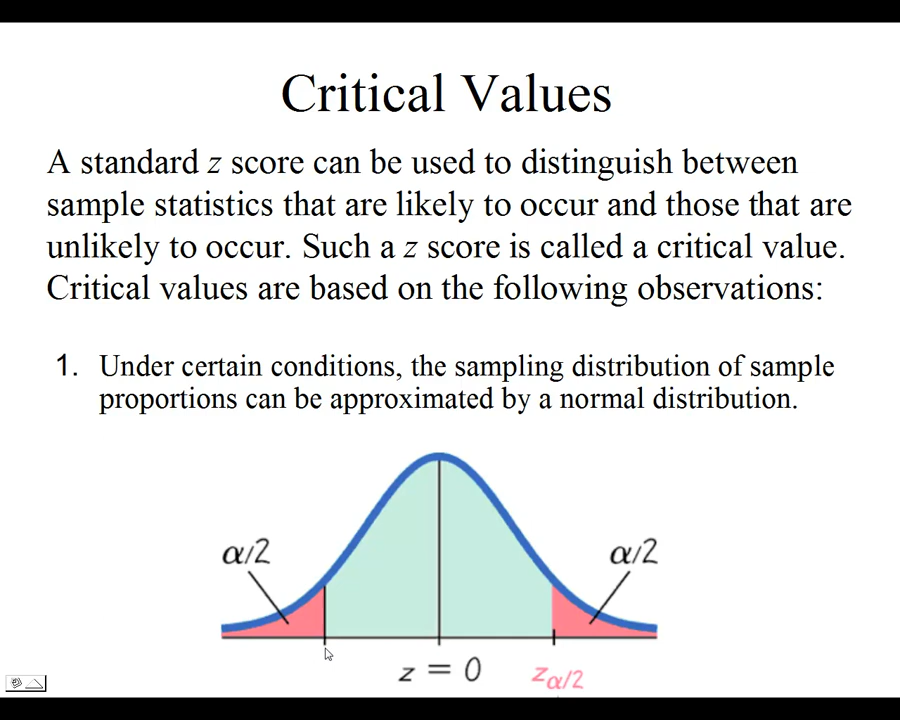 Critical Values
A standard z score can be used to distinguish between
sample statistics that are likely to occur and those that are
unlikely to occur. Such a z score is called a critical value.
Critical values are based on the following observations:
1. Under certain conditions, the sampling distribution of sample
proportions can be approximated by a normal distribution.
α/2
α/2
z = 0
zα/2